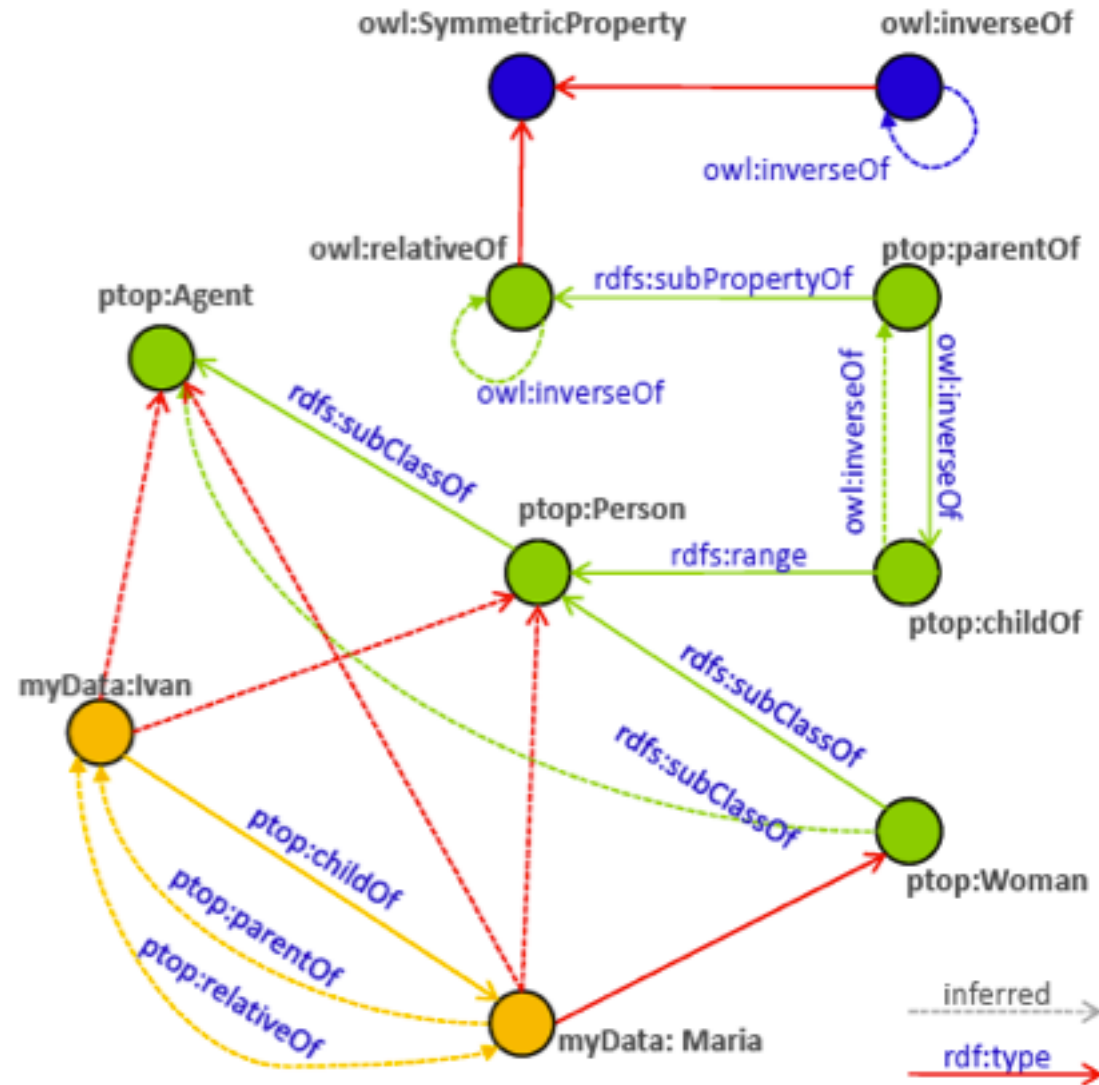 owl:SymmetricProperty
owl:inverseOf
owl:inverseOf
owl:relativeOf
ptop:parentOf
rdfs:subPropertyOf
ptop:Agent
owl:inverseOf
owl:inverseOf
owl:inverseOf
rdfs:subClassOf
ptop:Person
rdfs:range
ptop:childOf
myData:Ivan
rdfs:subClassOf
rdfs:subClassOf
ptop:childOf
ptop:parentOf
ptop:relativeOf
ptop:Woman
inferred
myData: Maria
rdf:type